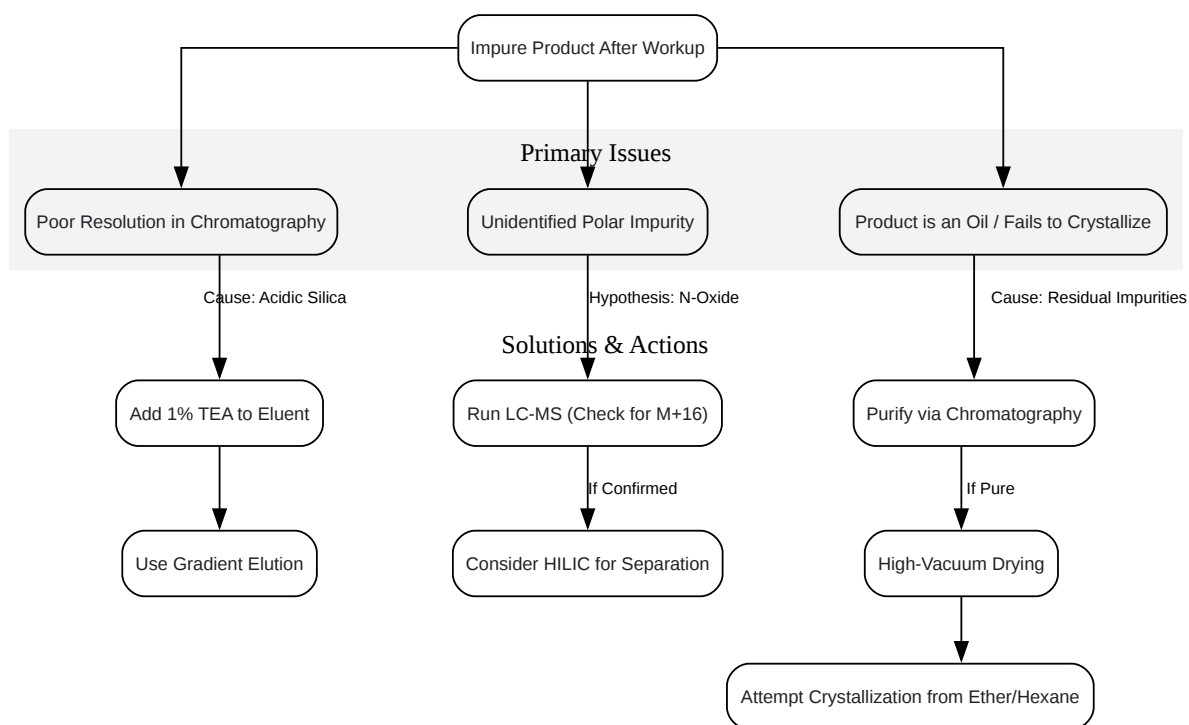 Impure Product After Workup
Primary Issues
Poor Resolution in Chromatography
Unidentified Polar Impurity
Product is an Oil / Fails to Crystallize
Cause: Acidic Silica
Hypothesis: N-Oxide
Cause: Residual Impurities
Solutions & Actions
Add 1% TEA to Eluent
Run LC-MS (Check for M+16)
Purify via Chromatography
If Confirmed
If Pure
Use Gradient Elution
Consider HILIC for Separation
High-Vacuum Drying
Attempt Crystallization from Ether/Hexane